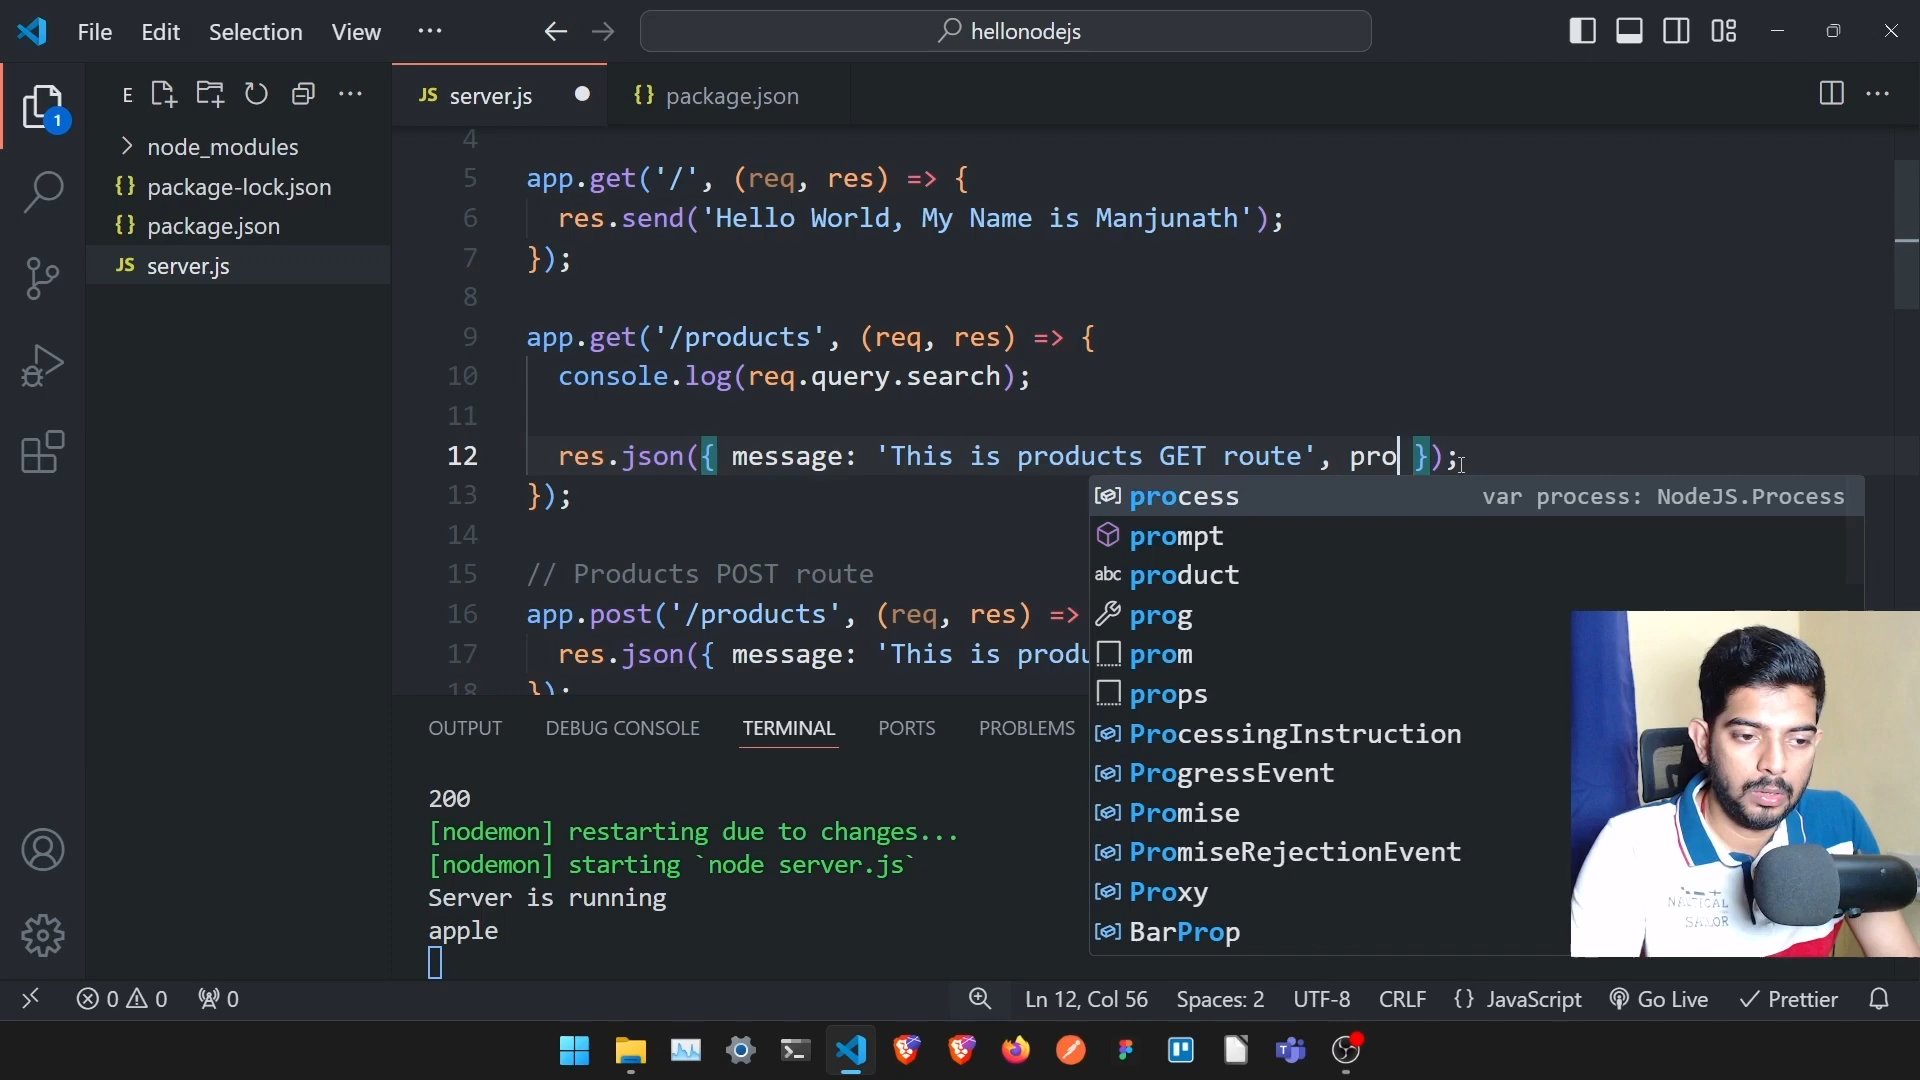 File Edit Selection View ... hellonodejs
E JS server.js {} package.json
node_modules
{} package-lock.json
{} package.json
JS server.js
4
5 app.get('/', (req, res) => {
6 res.send('Hello World, My Name is Manjunath');
7 });
8
9 app.get('/products', (req, res) => {
10 console.log(req.query.search);
11
12 res.json({ message: 'This is products GET route', pro });
13 });
14
15 // Products POST route
16 app.post('/products', (req, res) =>
17 res.json({ message: 'This is produ
18 });
process var process: NodeJS.Process
prompt
abc product
prog
prom
props
ProcessingInstruction
ProgressEvent
Promise
PromiseRejectionEvent
Proxy
BarProp
OUTPUT DEBUG CONSOLE TERMINAL PORTS PROBLEMS
200
[nodemon] restarting due to changes...
[nodemon] starting `node server.js`
Server is running
apple
NAUTICAL
SAILOR
1
0 0 0 Ln 12, Col 56 Spaces: 2 UTF-8 CRLF {} JavaScript Go Live Prettier